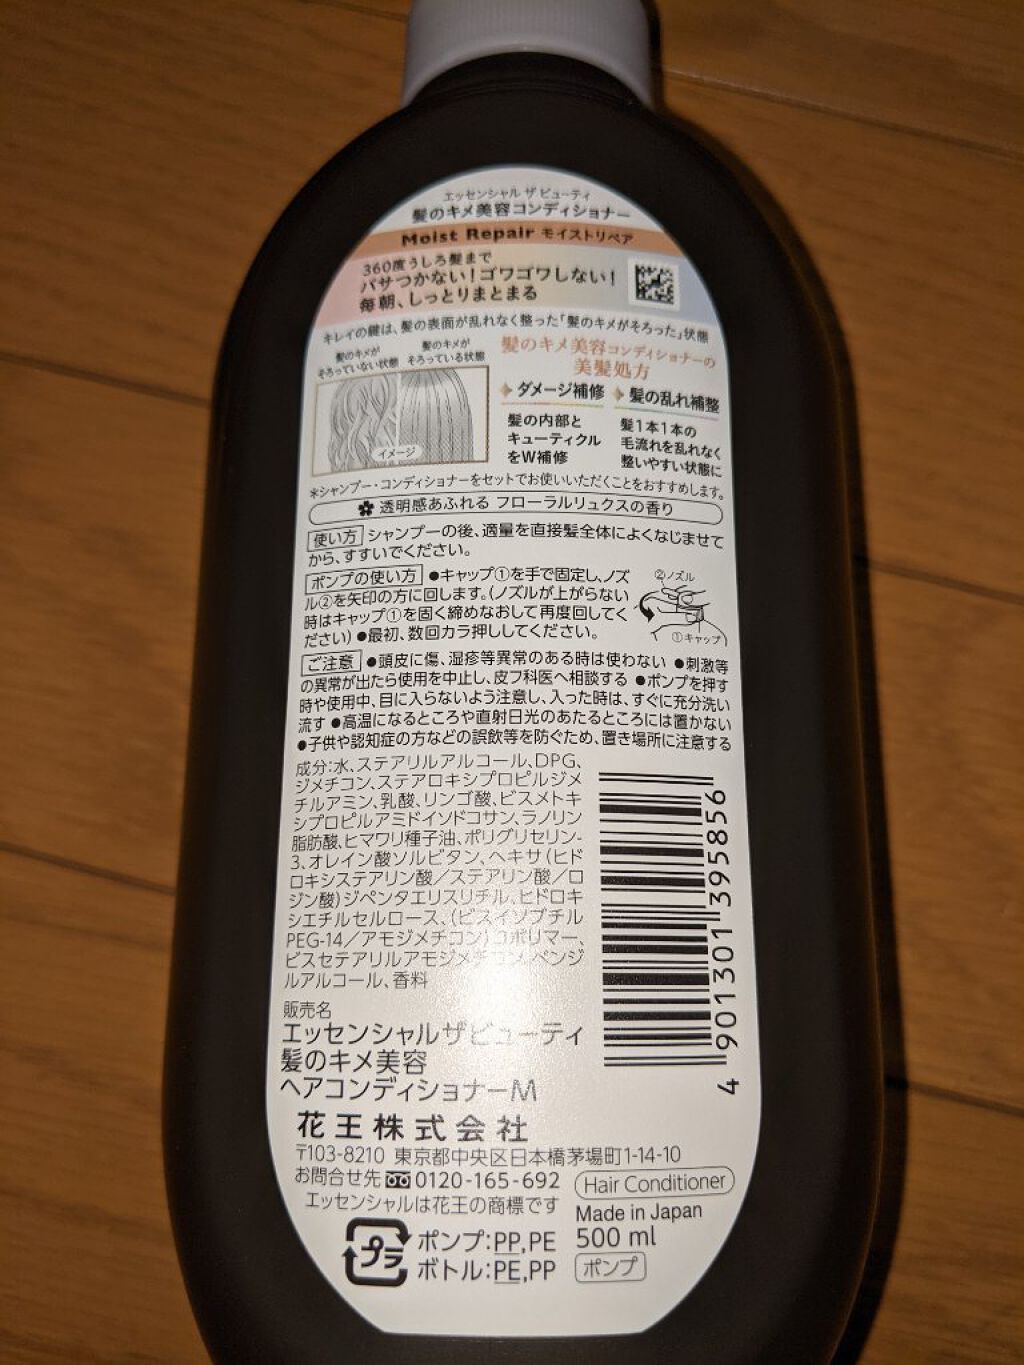 エッセンシャル ザ ビューティ
髪のキメ美容コンディショナー
Moist Repair モイストリペア
360度うしろ髪まで
パサつかない!ゴワゴワしない!
毎朝、しっとりまとまる
キレイの鍵は、髪の表面が乱れなく整った「髪のキメがそろった」状態
髪のキメが
そろっていない状態
髪のキメが
そろっている状態
イメージ
髪のキメ美容コンディショナーの
美髪処方
ダメージ補修
髪の内部と
キューティクル
をW補修
髪の乱れ補整
髪1本1本の
毛流れを乱れなく
整いやすい状態に
*シャンプー・コンディショナーをセットでお使いいただくことをおすすめします。
透明感あふれる フローラルリュクスの香り
使い方 シャンプーの後、適量を直接髪全体によくなじませて
から、すすいでください。
ポンプの使い方 ●キャップ①を手で固定し、ノズ
ル②を矢印の方に回します。(ノズルが上がらない
時はキャップ①を固く締めなおして再度回してく
ださい) ●最初、数回カラ押ししてください。
②ノズル
①キャップ
ご注意 ●頭皮に傷、湿疹等異常のある時は使わない ●刺激等
の異常が出たら使用を中止し、皮フ科医へ相談する ●ポンプを押す
時や使用中、目に入らないよう注意し、入った時は、すぐに充分洗い
流す ●高温になるところや直射日光のあたるところには置かない
●子供や認知症の方などの誤飲等を防ぐため、置き場所に注意する
成分:水、ステアリルアルコール、DPG、
ジメチコン、ステアロキシプロピルジメ
チルアミン、乳酸、リンゴ酸、ビスメトキ
シプロピルアミドイソドコサン、ラノリン
脂肪酸、ヒマワリ種子油、ポリグリセリン-
3、オレイン酸ソルビタン、ヘキサ(ヒド
ロキシステアリン酸/ステアリン酸/ロ
ジン酸)ジペンタエリスリチル、ヒドロキ
シエチルセルロース、(ビスイソブチル
PEG-14/アモジメチコン)コポリマー、
ビスセテアリルアモジメチコン、ベンジ
ルアルコール、香料
4 901301 395856
販売名
エッセンシャルザビューティ
髪のキメ美容
ヘアコンディショナーM
花王株式会社
〒103-8210 東京都中央区日本橋茅場町1-14-10
お問合せ先 0120-165-692
エッセンシャルは花王の商標です
Hair Conditioner
Made in Japan
500 ml
ポンプ
プラ
ポンプ:PP,PE
ボトル:PE,PP